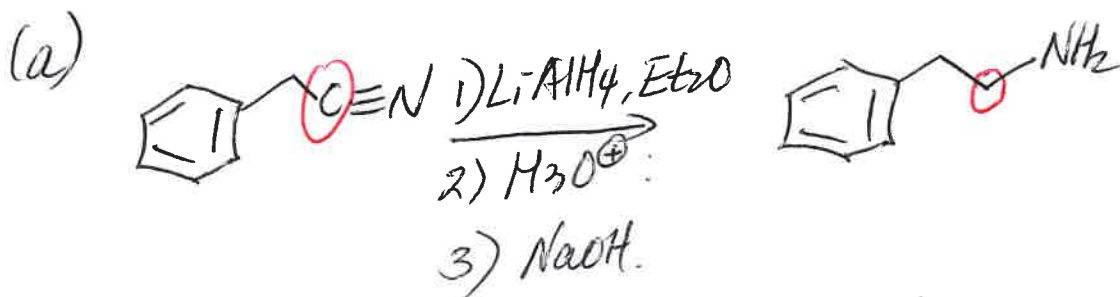 (a)
C≡N 1) LiAlH4, Et2O
NH2
2) H3O⊕
3) NaOH.